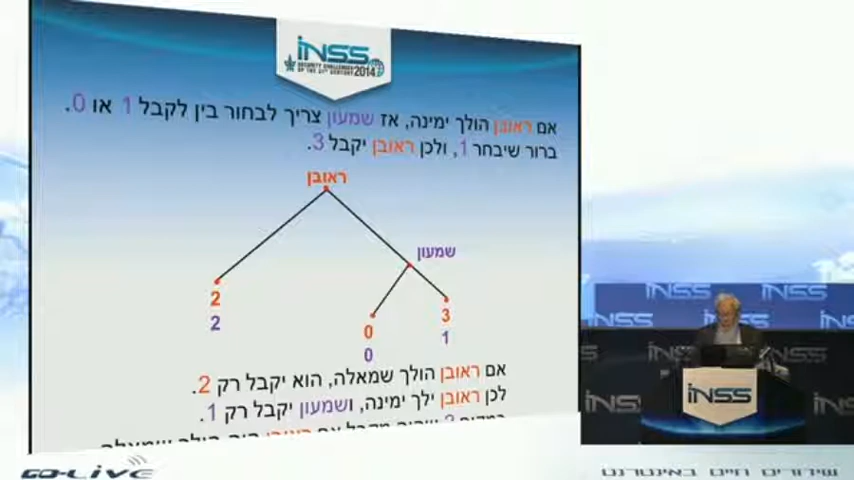 INSS
SECURITY CHALLENGES
OF THE 21ST CENTURY 2014
אם ראובן הולך ימינה, אז שמעון צריך לבחור בין לקבל 1 או 0.
ברור שיבחר 1, ולכן ראובן יקבל 3.
ראובן
שמעון
2
2
0
0
3
1
אם ראובן הולך שמאלה, הוא יקבל רק 2.
לכן ראובן ילך ימינה, ושמעון יקבל רק 1.
INSS INSS
INSS INSS
INSS
INSS
INSS INSS
GO-LIVE
שידורים חיים באינטרנט